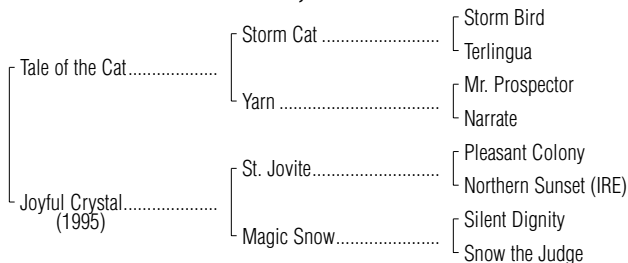 Storm Bird
Storm Cat ..............................
Terlingua
Tale of the Cat....................
Mr. Prospector
Yarn .........................................
Narrate
Pleasant Colony
St. Jovite................................
Northern Sunset (IRE)
Joyful Crystal.....................
(1995)
Silent Dignity
Magic Snow..........................
Snow the Judge